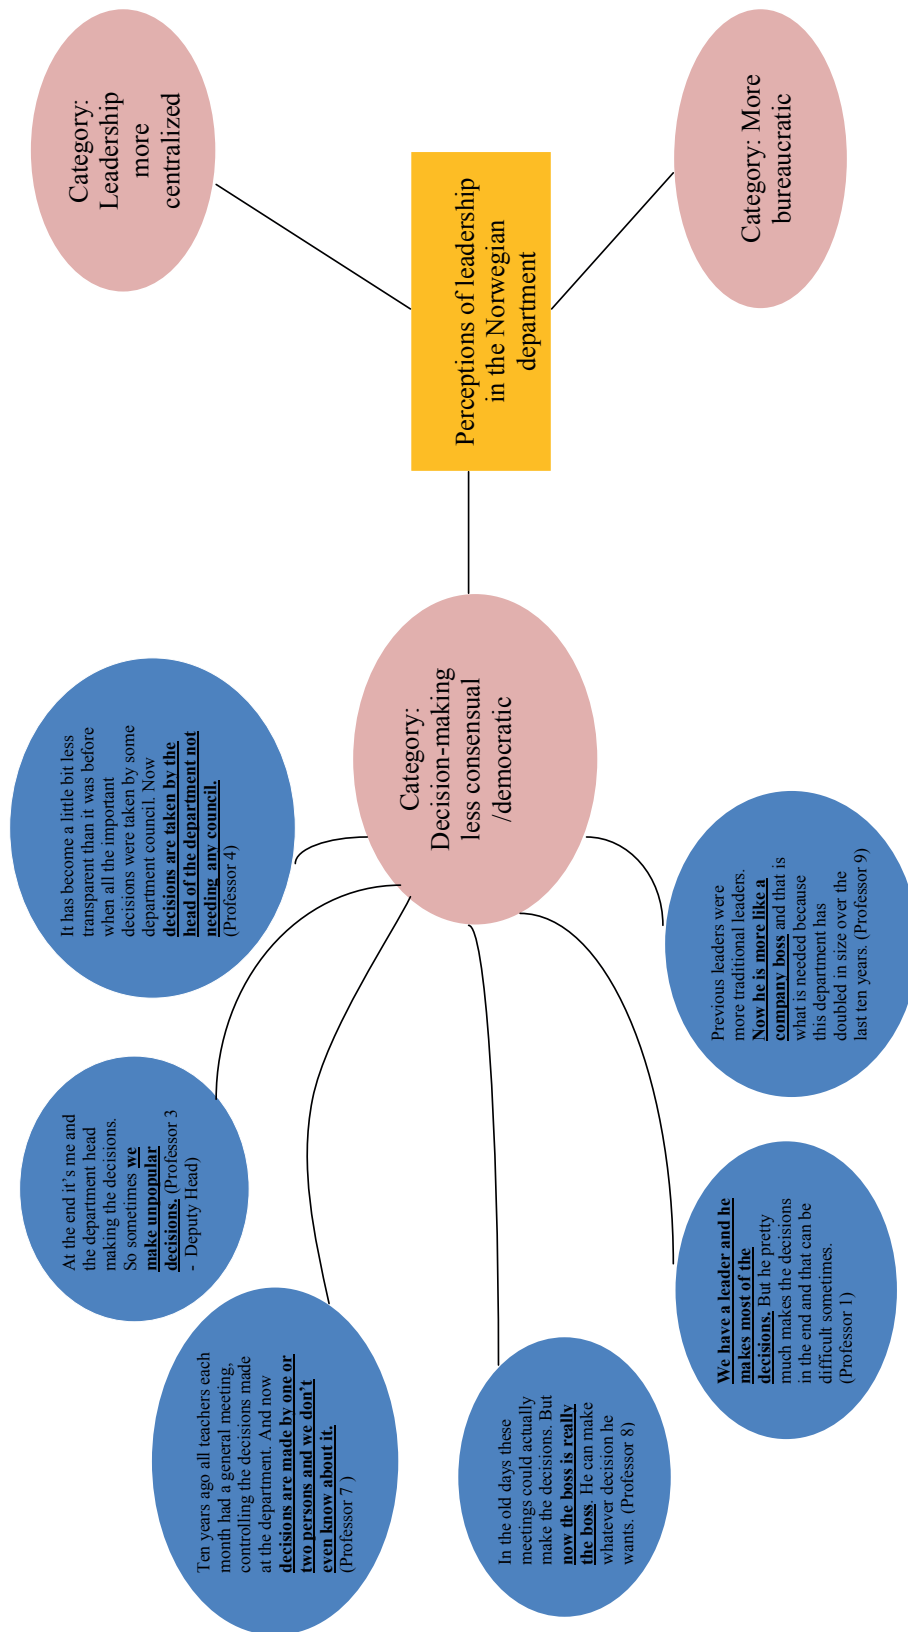 Ten years ago all teachers each
month had a general meeting,
controlling the decisions made
at the department. And now
decisions are made by one or
two persons and we don't
even know about it.
(Professor 7 )
At the end it's me and
the department head
making the decisions.
So sometimes we
make unpopular
decisions. (Professor 3
- Deputy Head)
It has become a little bit less
transparent than it was before
when all the important
decisions were taken by some
department council. Now
decisions are taken by the
head of the department not
needing any council.
(Professor 4)
Category:
Leadership
more
centralized
In the old days these
meetings could actually
make the decisions. But
now the boss is really
the boss. He can make
whatever decision he
wants. (Professor 8)
Category:
Decision-making
less consensual
/democratic
Perceptions of leadership
in the Norwegian
department
We have a leader and he
makes most of the
decisions. But he pretty
much makes the decisions
in the end and that can be
difficult sometimes.
(Professor 1)
Previous leaders were
more traditional leaders.
Now he is more like a
company boss and that is
what is needed because
this department has
doubled in size over the
last ten years. (Professor 9)
Category: More
bureaucratic